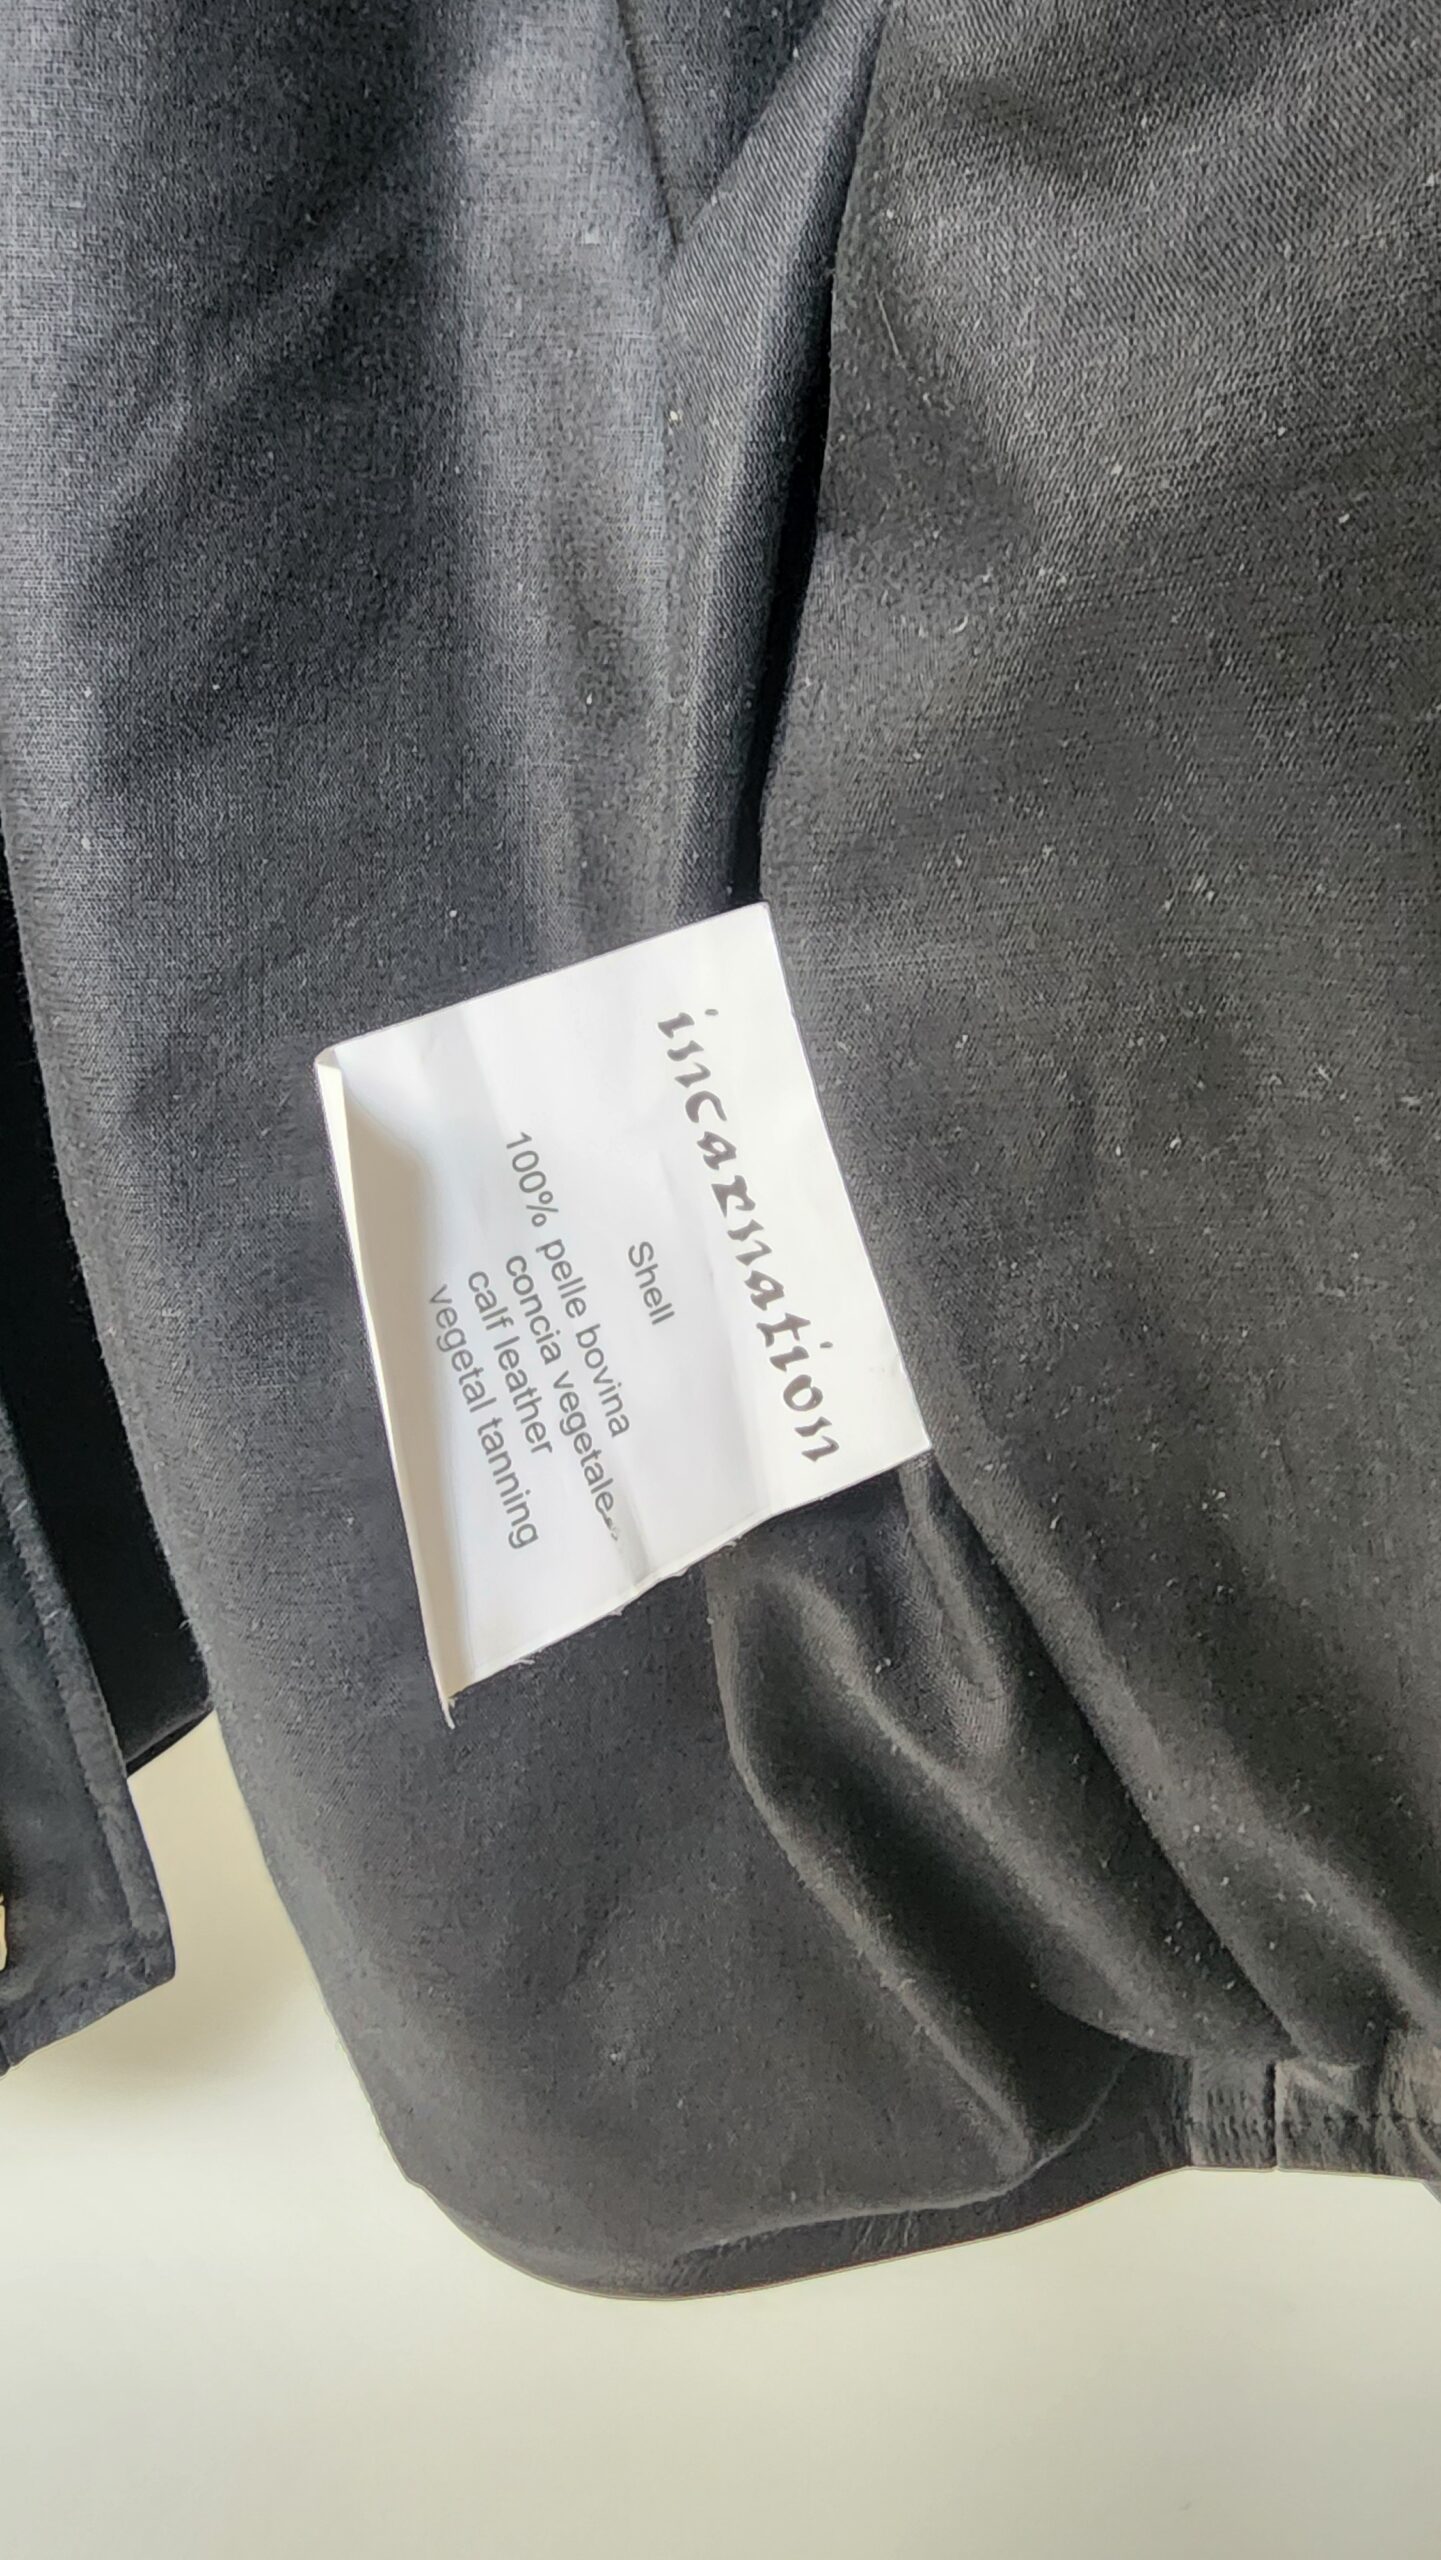 incarnation
Shell
100% pelle bovina
concia vegetale
calf leather
vegetal tanning